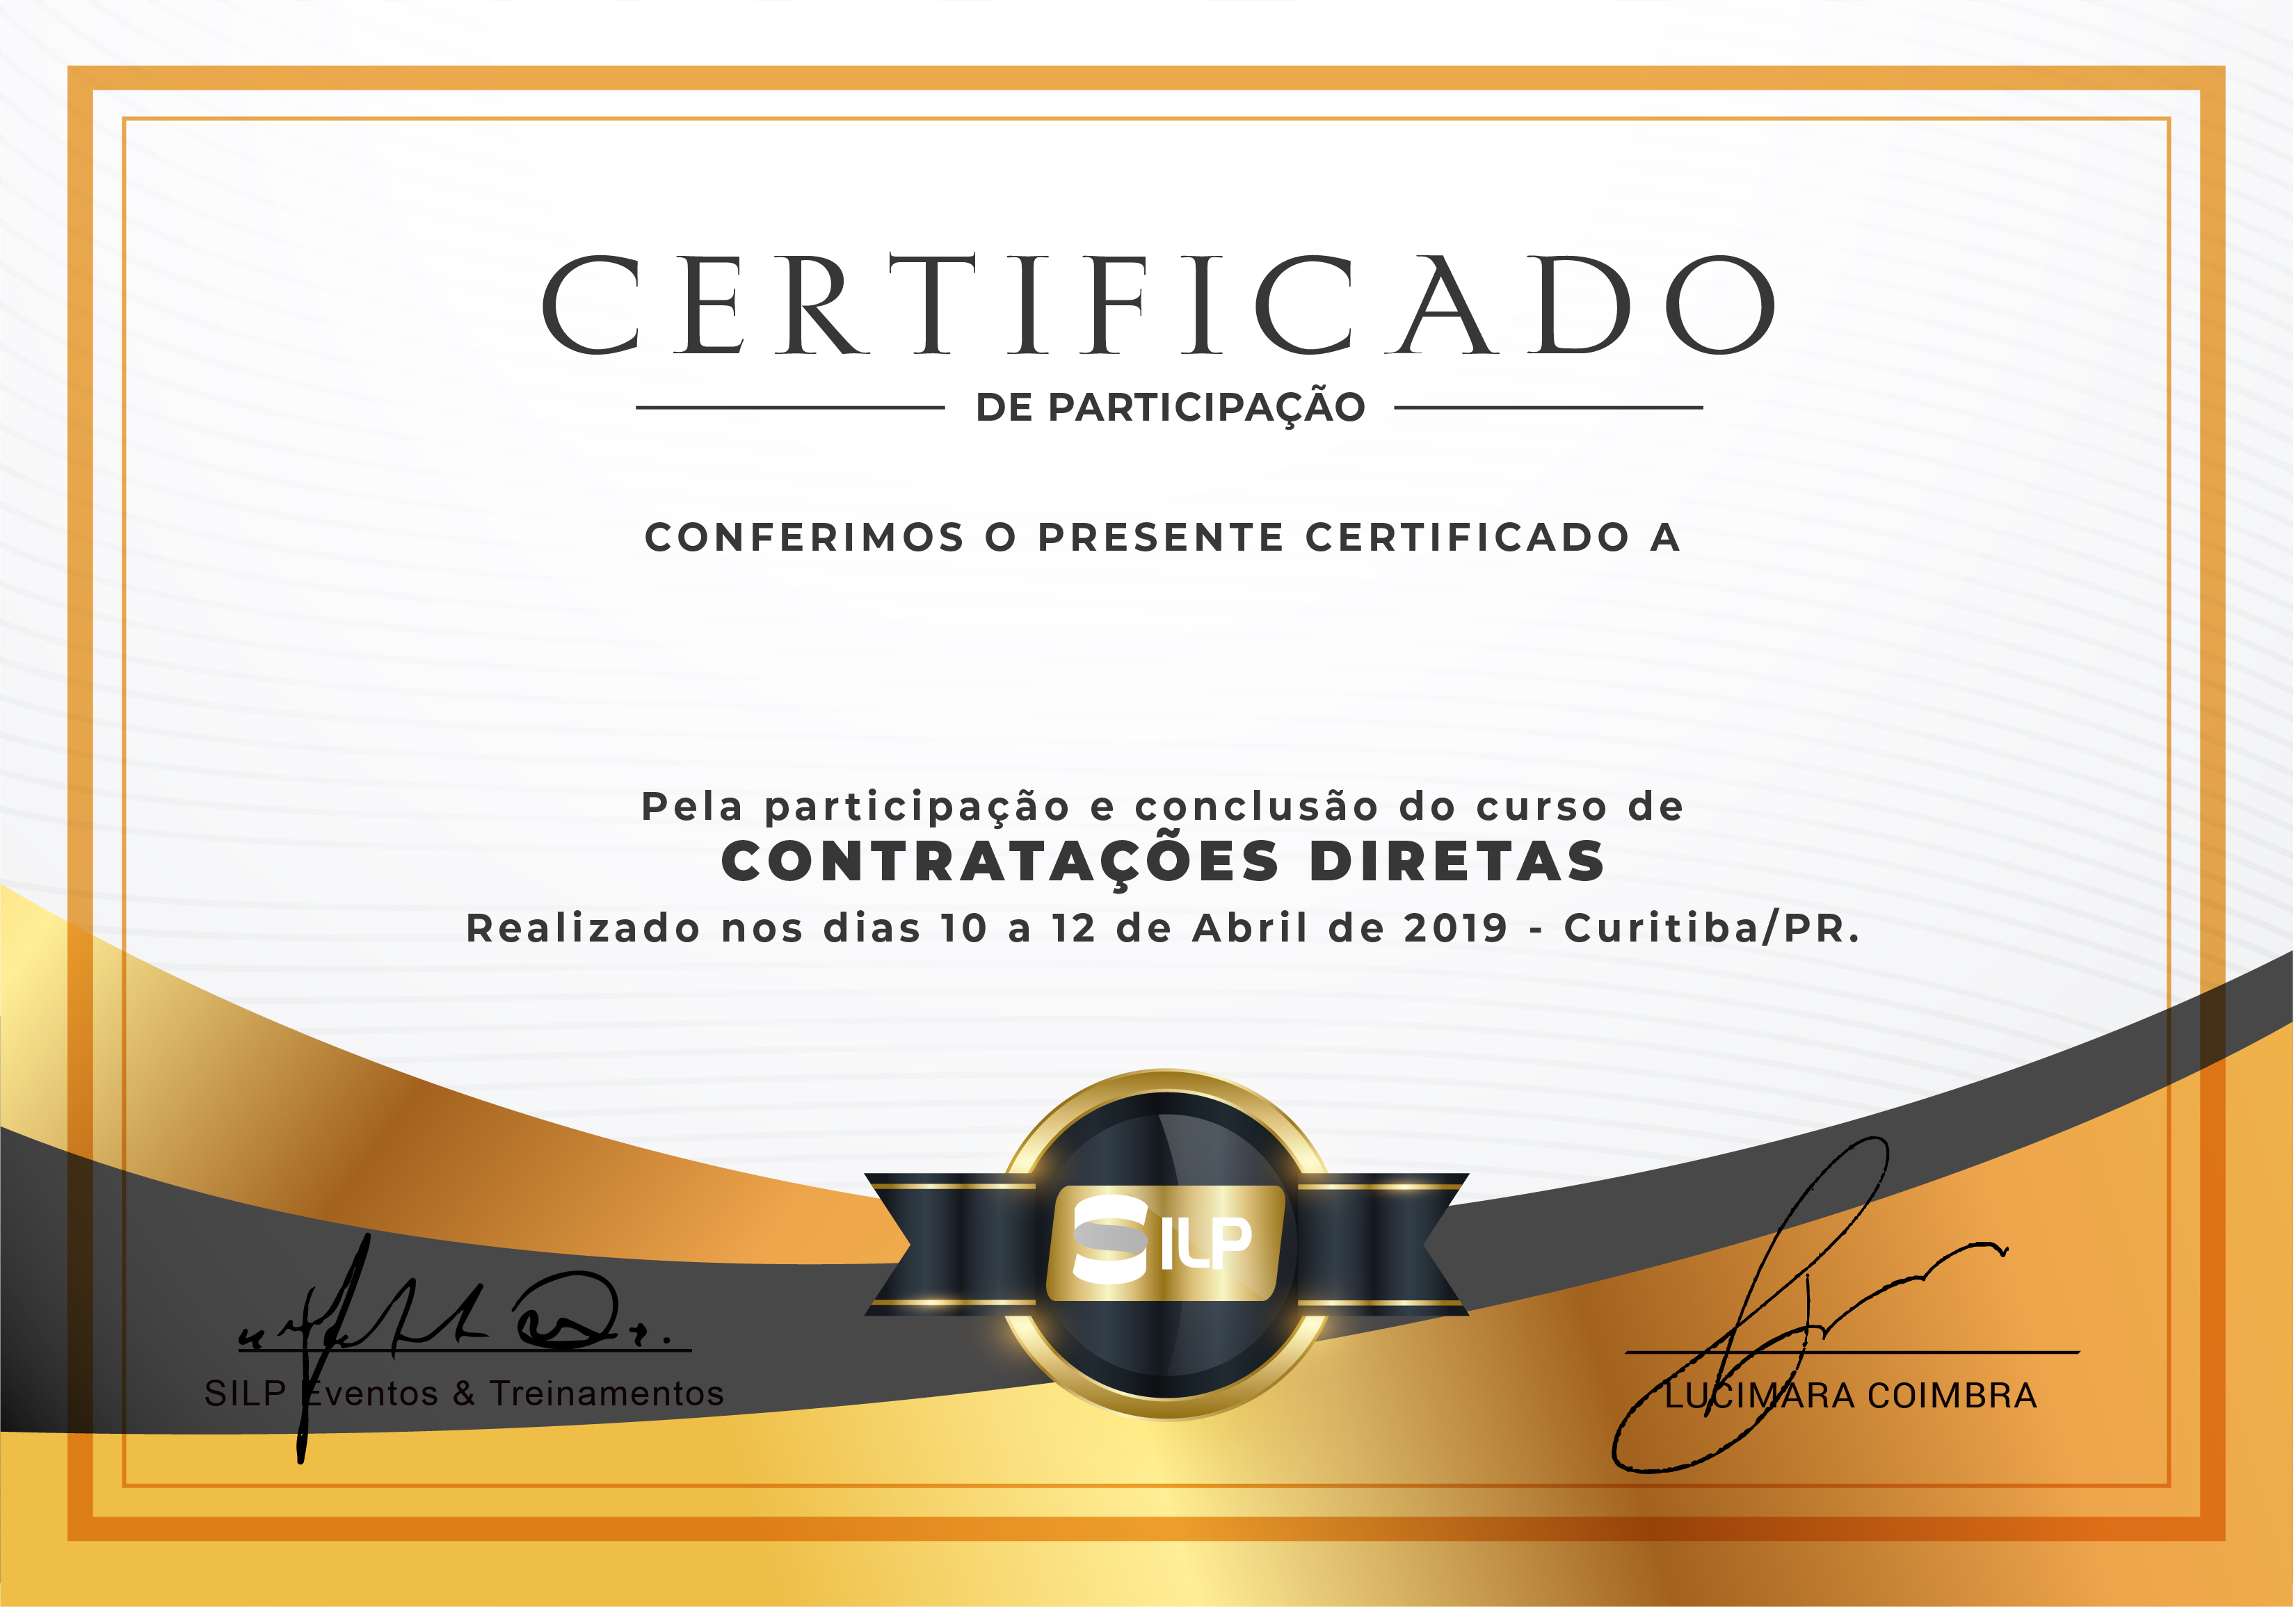 CERTIFICADO
DE PARTICIPAÇÃO
CONFERIMOS O PRESENTE CERTIFICADO A
Pela participação e conclusão do curso de
CONTRATAÇÕES DIRETAS
Realizado nos dias 10 a 12 de Abril de 2019 - Curitiba/PR.
SILP
SILP Eventos & Treinamentos
LUCIMARA COIMBRA